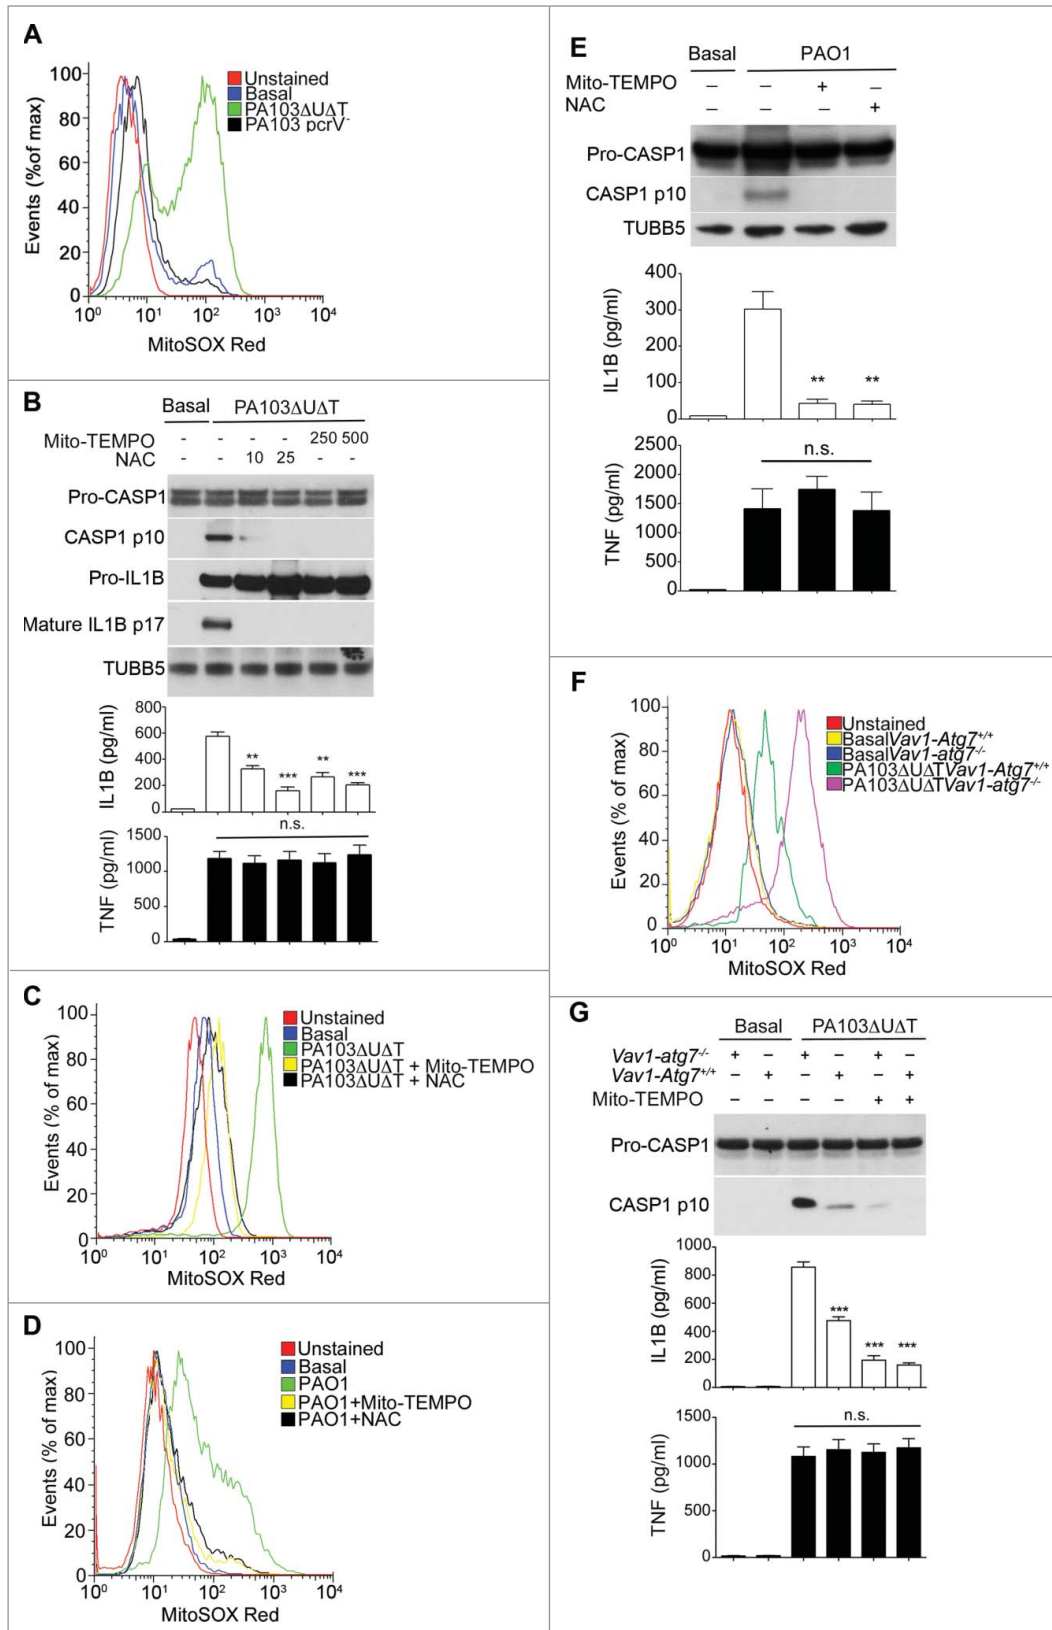 A
Events (%of max)
100
80
60
40
20
0
10⁰ 10¹ 10² 10³ 10⁴
MitoSOX Red
Unstained
Basal
PA103ΔUΔT
PA103 pcrV⁻
B
Basal PA103ΔUΔT
Mito-TEMPO - - - - 250 500
NAC - - 10 25 - -
Pro-CASP1
CASP1 p10
Pro-IL1B
Mature IL1B p17
TUBB5
IL1B (pg/ml)
800
600
400
200
0
** *** ** ***
TNF (pg/ml)
1500
1000
500
0
n.s.
C
Events (% of max)
100
80
60
40
20
0
10⁰ 10¹ 10² 10³ 10⁴
MitoSOX Red
Unstained
Basal
PA103ΔUΔT
PA103ΔUΔT + Mito-TEMPO
PA103ΔUΔT + NAC
D
Events (% of max)
100
80
60
40
20
0
10⁰ 10¹ 10² 10³ 10⁴
MitoSOX Red
Unstained
Basal
PAO1
PAO1+Mito-TEMPO
PAO1+NAC
E
Basal PAO1
Mito-TEMPO – – + –
NAC – – – +
Pro-CASP1
CASP1 p10
TUBB5
IL1B (pg/ml)
400
300
200
100
0
** **
TNF (pg/ml)
2500
2000
1500
1000
500
0
n.s.
F
Events (% of max)
100
80
60
40
20
0
10⁰ 10¹ 10² 10³ 10⁴
MitoSOX Red
Unstained
BasalVav1-Atg7⁺/⁺
BasalVav1-atg7⁻/⁻
PA103ΔUΔTVav1-Atg7⁺/⁺
PA103ΔUΔTVav1-atg7⁻/⁻
G
Basal PA103ΔUΔT
Vav1-atg7⁻/⁻ + – + – + –
Vav1-Atg7⁺/⁺ – + – + – +
Mito-TEMPO – – – – + +
Pro-CASP1
CASP1 p10
IL1B (pg/ml)
1000
800
600
400
200
0
*** *** ***
TNF (pg/ml)
1500
1000
500
0
n.s.